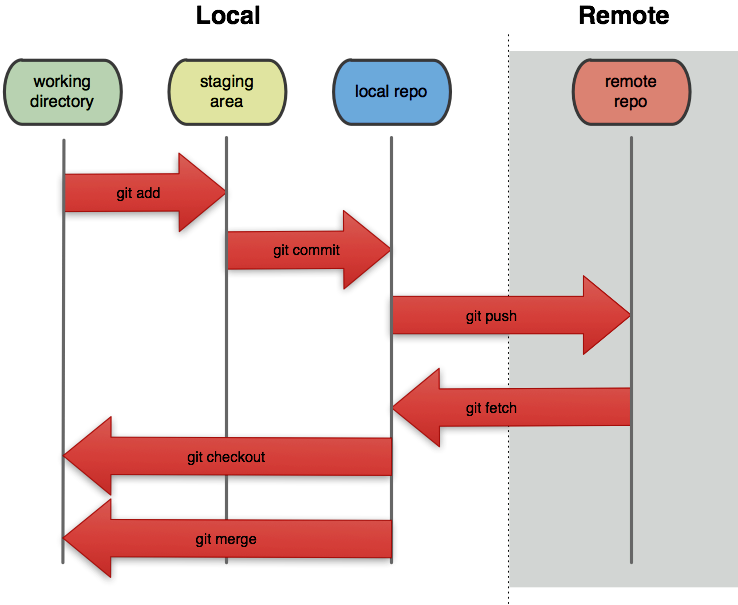 Local
Remote
working
directory
staging
area
local repo
remote
repo
git add
git commit
git push
git fetch
git checkout
git merge